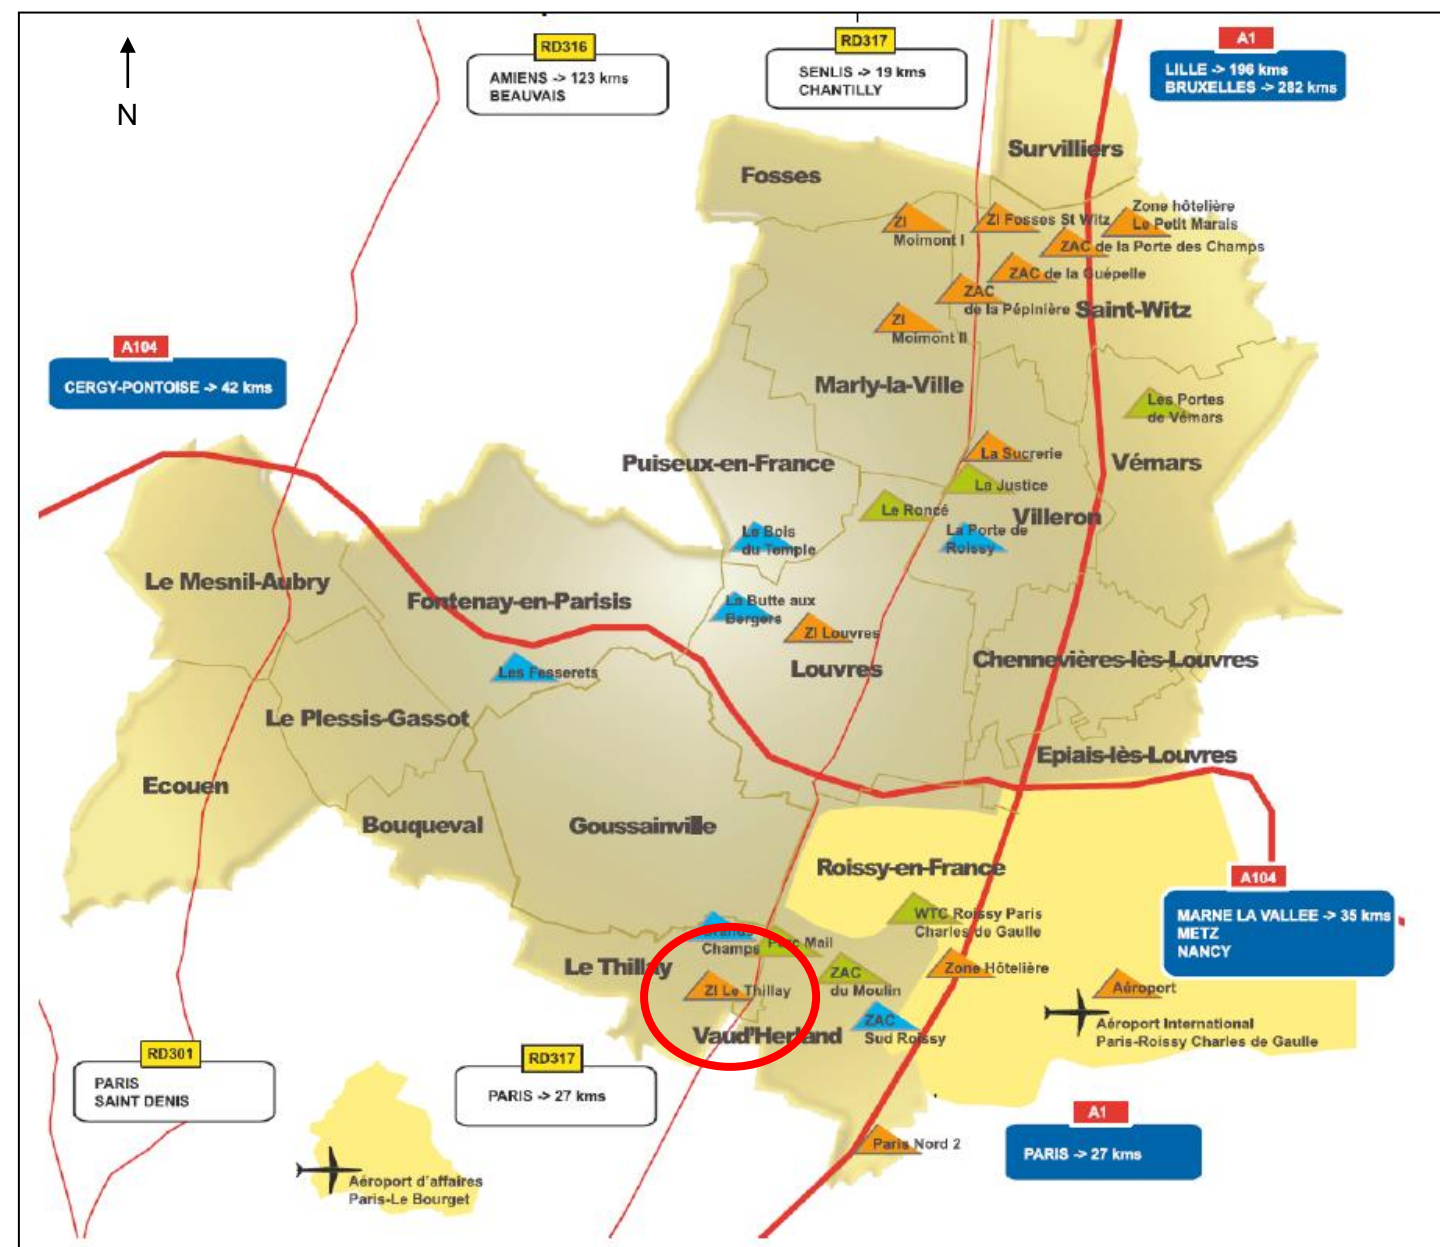 N
RD316
AMIENS -> 123 kms
BEAUVAIS
RD317
SENLIS -> 19 kms
CHANTILLY
A1
LILLE -> 196 kms
BRUXELLES -> 282 kms
Survilliers
Fosses
ZI
Moimont I
ZI Fosses St Witz
Zone hôtelière
Le Petit Marais
ZAC de la Porte des Champs
ZAC de la Guépelle
ZAC
de la Pépinière
Saint-Witz
ZI
Moimont II
A104
CERGY-PONTOISE -> 42 kms
Marly-la-Ville
Les Portes
de Vémars
Puiseux-en-France
La Sucrerie
Vémars
La Justice
Le Roncé
Villeron
Le Bois
du Temple
La Porte de
Roissy
Le Mesnil-Aubry
Fontenay-en-Parisis
La Butte aux
Bergers
ZI Louvres
Louvres
Chennevières-lès-Louvres
Les Fesserets
Le Plessis-Gassot
Epiais-lès-Louvres
Ecouen
Bouqueval
Goussainville
Roissy-en-France
A104
MARNE LA VALLEE -> 35 kms
METZ
NANCY
WTC Roissy Paris
Charles de Gaulle
Grands
Champs
Parc Mail
Le Thillay
ZAC
du Moulin
Zone Hôtelière
ZI Le Thillay
Aéroport
Vaud'Herland
ZAC
Sud Roissy
Aéroport International
Paris-Roissy Charles de Gaulle
RD301
PARIS
SAINT DENIS
RD317
PARIS -> 27 kms
A1
PARIS -> 27 kms
Paris Nord 2
Aéroport d'affaires
Paris-Le Bourget